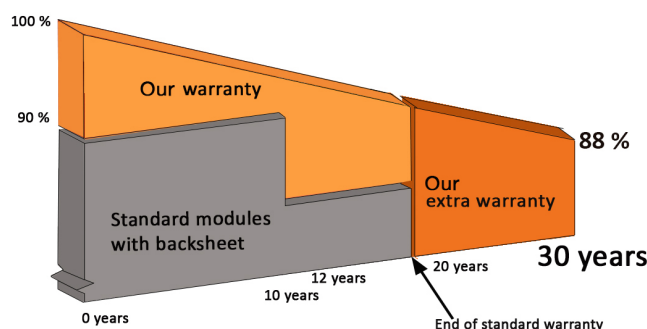 100 %
Our warranty
90 %
88 %
Our
extra warranty
Standard modules
with backsheet
30 years
12 years
20 years
10 years
0 years
End of standard warranty